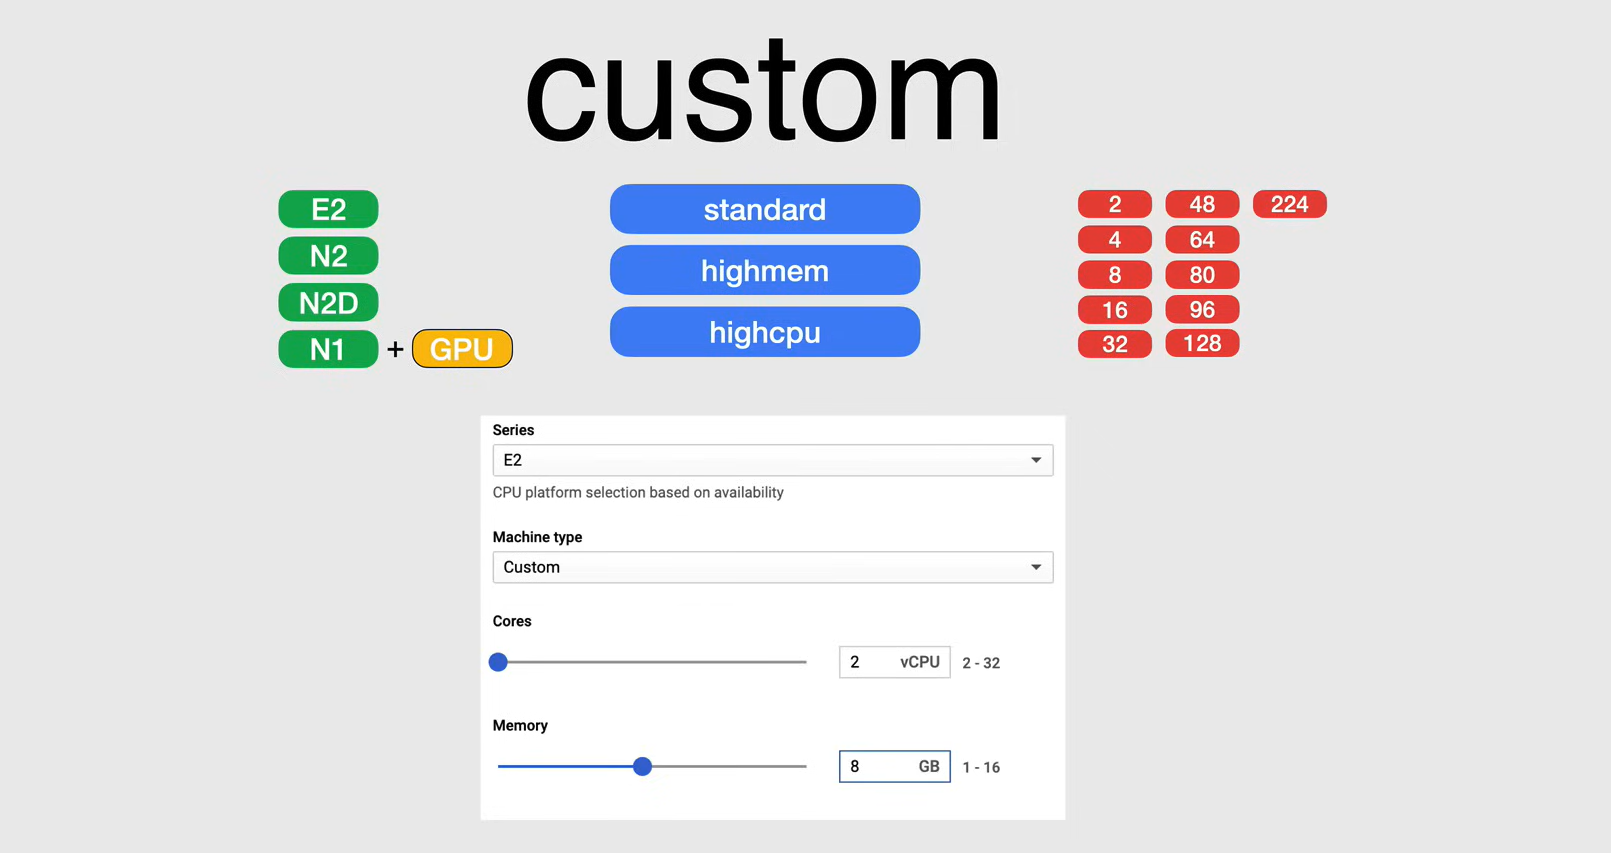 custom
E2
N2
N2D
N1 + GPU
standard
highmem
highcpu
2 48 224
4 64
8 80
16 96
32 128
Series
E2
CPU platform selection based on availability
Machine type
Custom
Cores
2 vCPU 2 - 32
Memory
8 GB 1 - 16